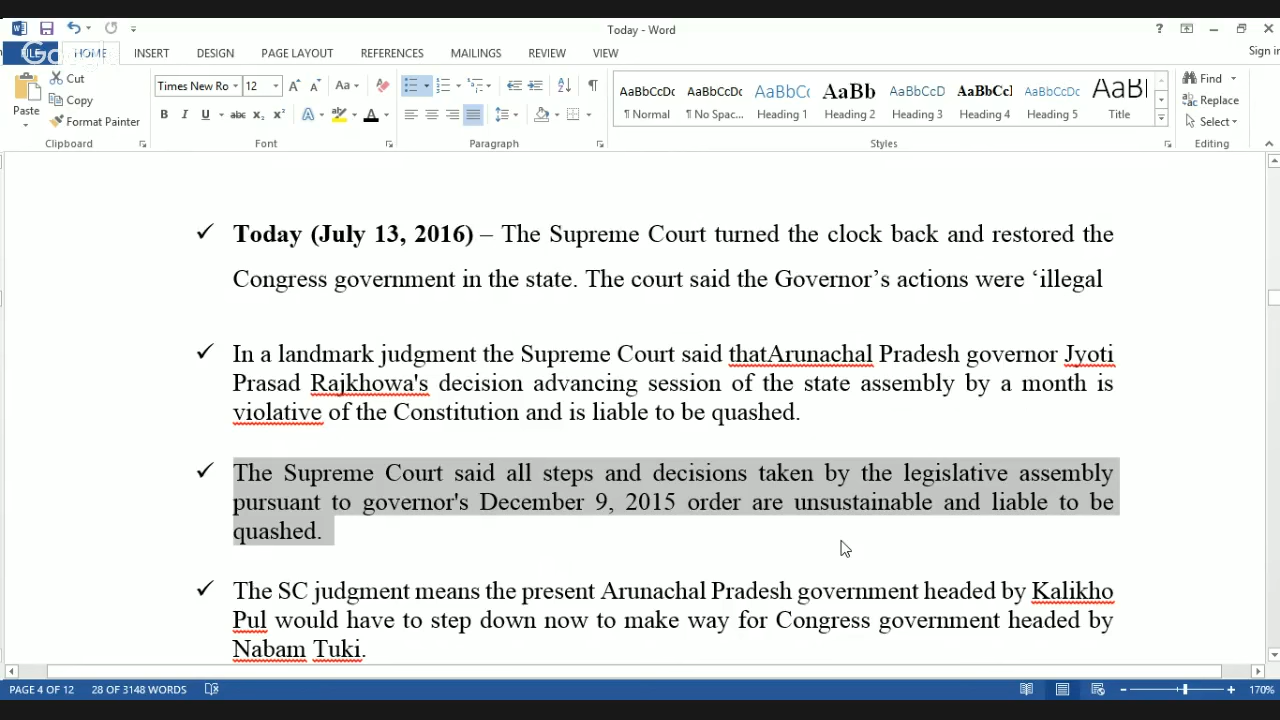 Today - Word
?
Sign in
FILE HOME INSERT DESIGN PAGE LAYOUT REFERENCES MAILINGS REVIEW VIEW
Paste
Cut
Copy
Format Painter
Clipboard
Times New Ro 12 A A Aa
B I U abc x₂ x² A A
Font
Paragraph
AaBbCcDc AaBbCcDc AaBbCc AaBb AaBbCcD AaBbCcI AaBbCcDc AaBl
¶ Normal ¶ No Spac... Heading 1 Heading 2 Heading 3 Heading 4 Heading 5 Title
Styles
Find
Replace
Select
Editing
✓ Today (July 13, 2016) – The Supreme Court turned the clock back and restored the
Congress government in the state. The court said the Governor’s actions were ‘illegal
✓ In a landmark judgment the Supreme Court said thatArunachal Pradesh governor Jyoti
Prasad Rajkhowa's decision advancing session of the state assembly by a month is
violative of the Constitution and is liable to be quashed.
✓ The Supreme Court said all steps and decisions taken by the legislative assembly
pursuant to governor's December 9, 2015 order are unsustainable and liable to be
quashed.
✓ The SC judgment means the present Arunachal Pradesh government headed by Kalikho
Pul would have to step down now to make way for Congress government headed by
Nabam Tuki.
PAGE 4 OF 12 28 OF 3148 WORDS 170%